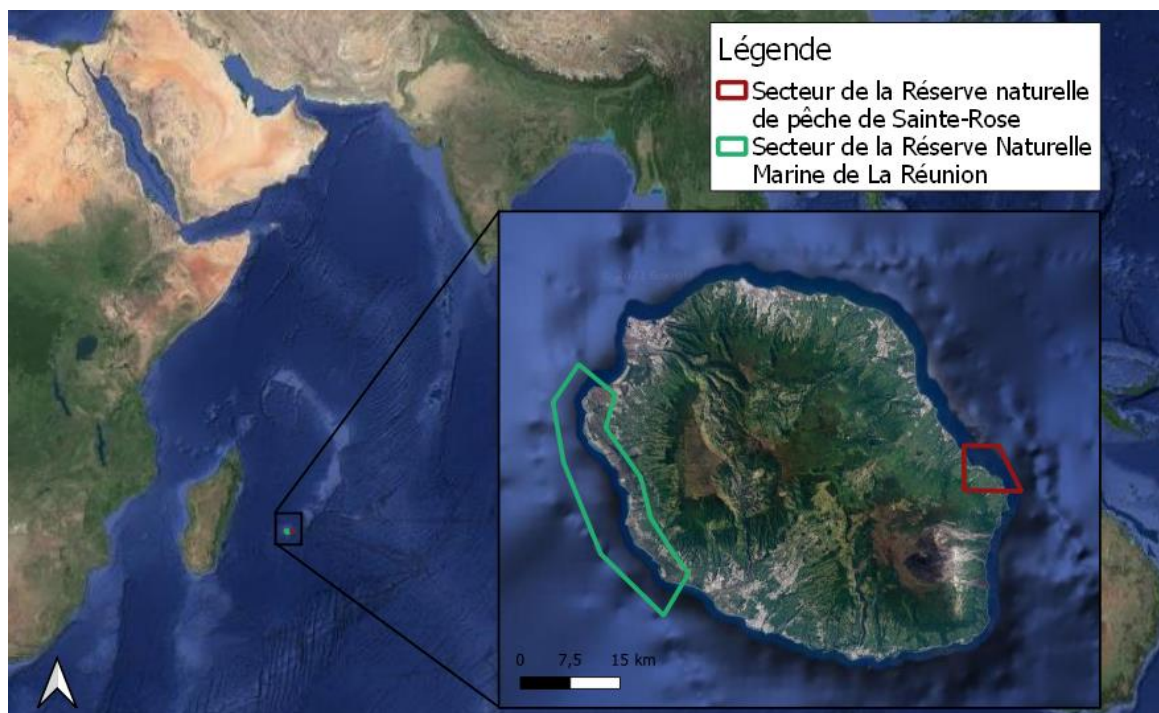 Légende
Secteur de la Réserve naturelle
de pêche de Sainte-Rose
Secteur de la Réserve Naturelle
Marine de La Réunion
0 7,5 15 km